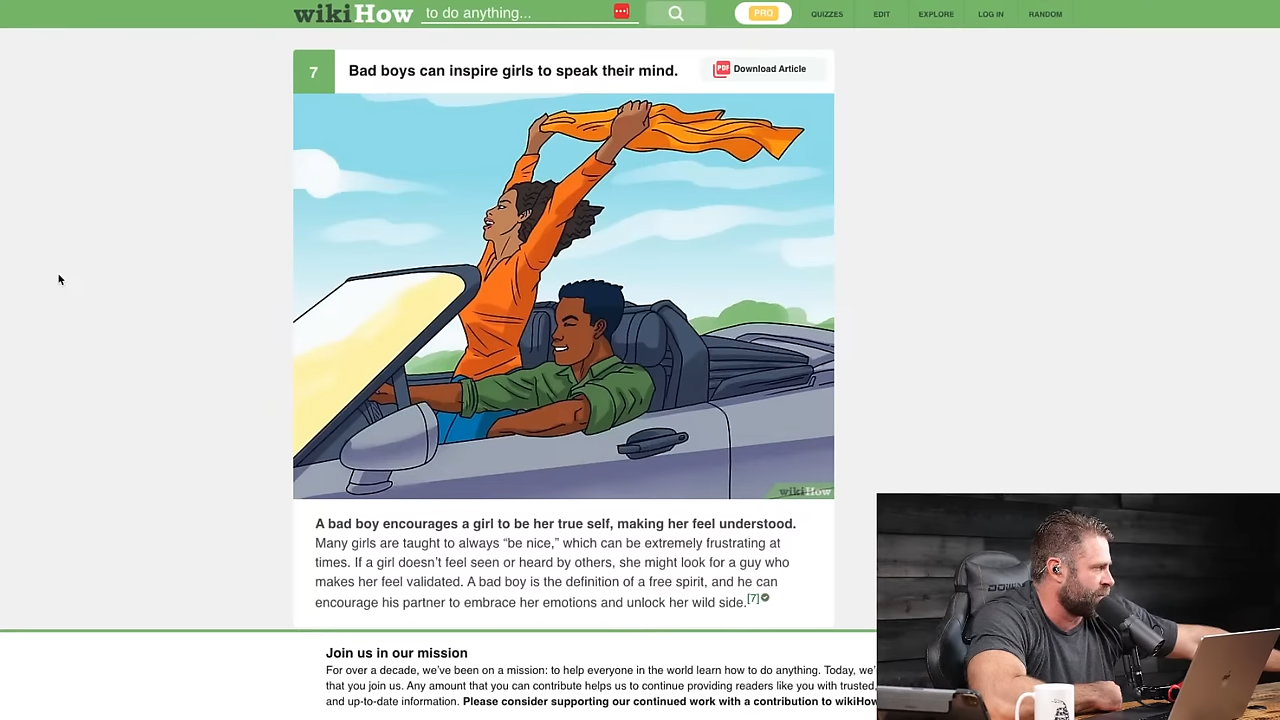 wikiHow to do anything... PRO QUIZZES EDIT EXPLORE LOG IN RANDOM
7 Bad boys can inspire girls to speak their mind. PDF Download Article
wikiHow
A bad boy encourages a girl to be her true self, making her feel understood.
Many girls are taught to always “be nice,” which can be extremely frustrating at
times. If a girl doesn’t feel seen or heard by others, she might look for a guy who
makes her feel validated. A bad boy is the definition of a free spirit, and he can
encourage his partner to embrace her emotions and unlock her wild side.[7]
Join us in our mission
For over a decade, we’ve been on a mission: to help everyone in the world learn how to do anything. Today, we’
that you join us. Any amount that you can contribute helps us to continue providing readers like you with trusted,
and up-to-date information. Please consider supporting our continued work with a contribution to wikiHow